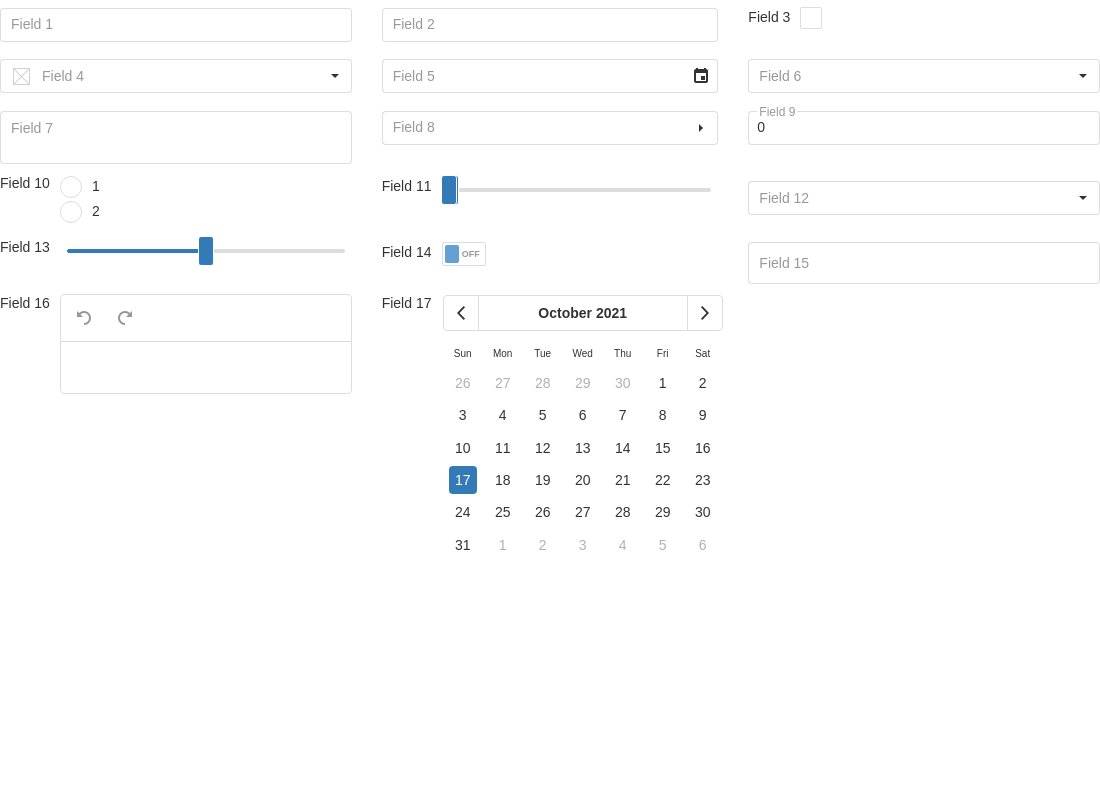 Field 1
Field 2
Field 3
Field 4
Field 5
Field 6
Field 7
Field 8
Field 9
0
Field 10
1
2
Field 11
Field 12
Field 13
Field 14
OFF
Field 15
Field 16
Field 17
October 2021
Sun Mon Tue Wed Thu Fri Sat
26 27 28 29 30 1 2
3 4 5 6 7 8 9
10 11 12 13 14 15 16
17 18 19 20 21 22 23
24 25 26 27 28 29 30
31 1 2 3 4 5 6